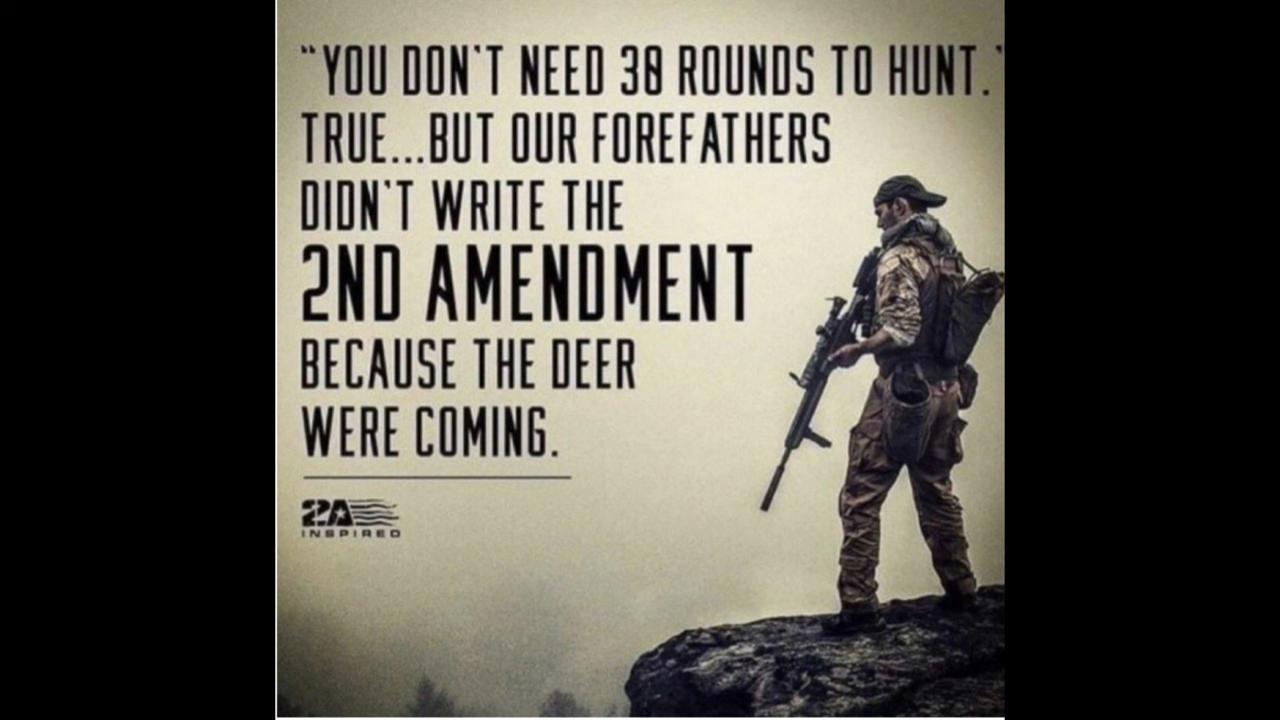 “YOU DON'T NEED 30 ROUNDS TO HUNT.”
TRUE...BUT OUR FOREFATHERS
DIDN'T WRITE THE
2ND AMENDMENT
BECAUSE THE DEER
WERE COMING.
2A
INSPIRED